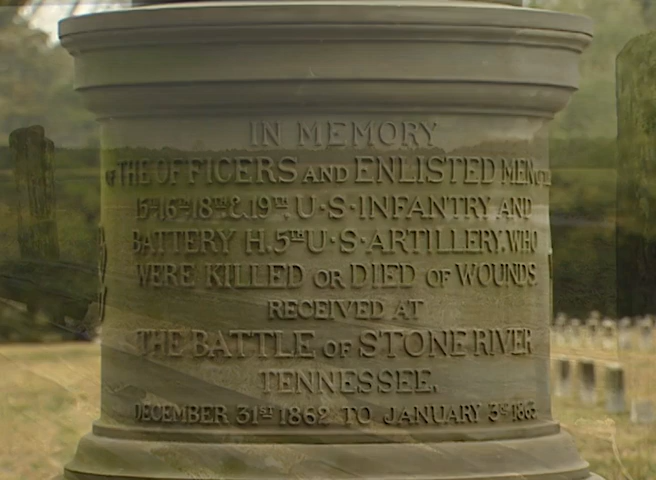 IN MEMORY
OF THE OFFICERS AND ENLISTED MEN OF
15TH 16TH 18TH & 19TH U·S·INFANTRY AND
BATTERY H. 5TH U·S·ARTILLERY. WHO
WERE KILLED OR DIED OF WOUNDS
RECEIVED AT
THE BATTLE OF STONE RIVER
TENNESSEE.
DECEMBER 31ST 1862 TO JANUARY 3RD 1863.